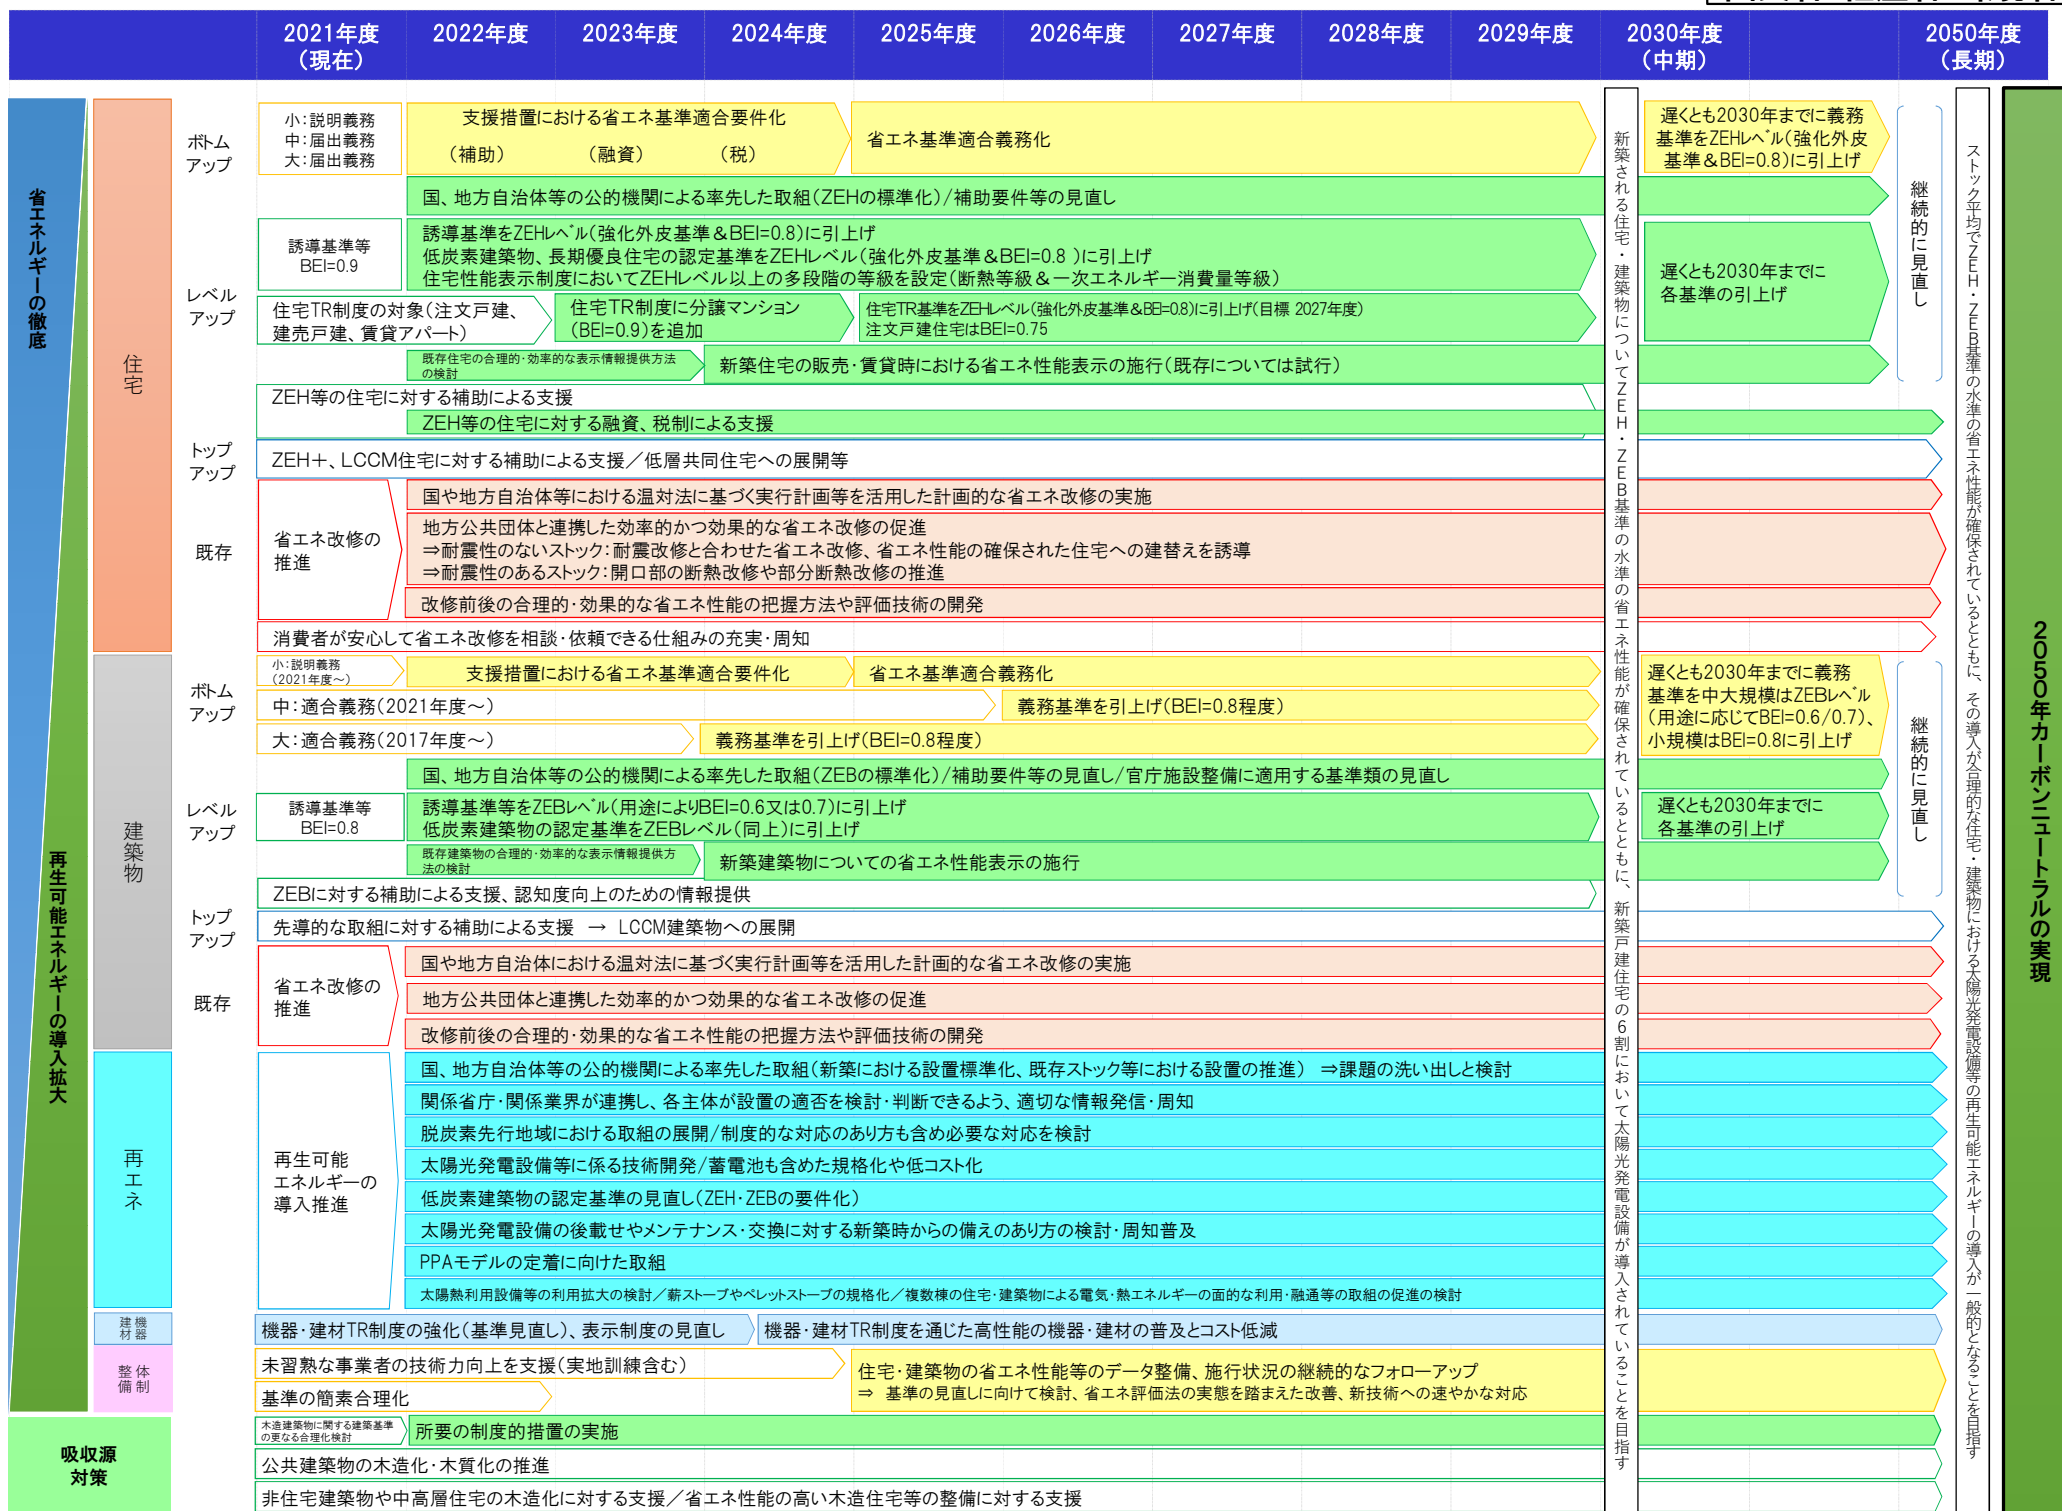 2021年度
（現在）
2022年度
2023年度
2024年度
2025年度
2026年度
2027年度
2028年度
2029年度
2030年度
（中期）
2050年度
（長期）
省エネルギーの徹底
再生可能エネルギーの導入拡大
住宅
ボトム
アップ
小：説明義務
中：届出義務
大：届出義務
支援措置における省エネ基準適合要件化
（補助）　（融資）　（税）
省エネ基準適合義務化
遅くとも2030年までに義務
基準をZEHレベル（強化外皮
基準＆BEI=0.8）に引上げ
国、地方自治体等の公的機関による率先した取組（ZEHの標準化）/補助要件等の見直し
レベル
アップ
誘導基準等
BEI=0.9
誘導基準をZEHレベル（強化外皮基準＆BEI=0.8）に引上げ
低炭素建築物、長期優良住宅の認定基準をZEHレベル（強化外皮基準＆BEI=0.8 ）に引上げ
住宅性能表示制度においてZEHレベル以上の多段階の等級を設定（断熱等級＆一次エネルギー消費量等級）
遅くとも2030年までに
各基準の引上げ
継続的に見直し
住宅TR制度の対象（注文戸建、
建売戸建、賃貸アパート）
住宅TR制度に分譲マンション
（BEI=0.9）を追加
住宅TR基準をZEHレベル（強化外皮基準＆BEI=0.8）に引上げ（目標 2027年度）
注文戸建住宅はBEI=0.75
既存住宅の合理的・効率的な表示情報提供方法
の検討
新築住宅の販売・賃貸時における省エネ性能表示の施行（既存については試行）
トップ
アップ
ZEH等の住宅に対する補助による支援
ZEH等の住宅に対する融資、税制による支援
ZEH＋、LCCM住宅に対する補助による支援／低層共同住宅への展開等
既存
省エネ改修の
推進
国や地方自治体等における温対法に基づく実行計画等を活用した計画的な省エネ改修の実施
地方公共団体と連携した効率的かつ効果的な省エネ改修の促進
⇒耐震性のないストック：耐震改修と合わせた省エネ改修、省エネ性能の確保された住宅への建替えを誘導
⇒耐震性のあるストック：開口部の断熱改修や部分断熱改修の推進
改修前後の合理的・効果的な省エネ性能の把握方法や評価技術の開発
消費者が安心して省エネ改修を相談・依頼できる仕組みの充実・周知
建築物
ボトム
アップ
小：説明義務
（2021年度～）
支援措置における省エネ基準適合要件化
省エネ基準適合義務化
中：適合義務（2021年度～）
義務基準を引上げ（BEI=0.8程度）
大：適合義務（2017年度～）
義務基準を引上げ（BEI=0.8程度）
遅くとも2030年までに義務
基準を中大規模はZEBレベル
（用途に応じてBEI=0.6/0.7）、
小規模はBEI=0.8に引上げ
国、地方自治体等の公的機関による率先した取組（ZEBの標準化）/補助要件等の見直し/官庁施設整備に適用する基準類の見直し
レベル
アップ
誘導基準等
BEI=0.8
誘導基準等をZEBレベル（用途によりBEI=0.6又は0.7）に引上げ
低炭素建築物の認定基準をZEBレベル（同上）に引上げ
遅くとも2030年までに
各基準の引上げ
継続的に見直し
既存建築物の合理的・効率的な表示情報提供方
法の検討
新築建築物についての省エネ性能表示の施行
トップ
アップ
ZEBに対する補助による支援、認知度向上のための情報提供
先導的な取組に対する補助による支援　→　LCCM建築物への展開
既存
省エネ改修の
推進
国や地方自治体における温対法に基づく実行計画等を活用した計画的な省エネ改修の実施
地方公共団体と連携した効率的かつ効果的な省エネ改修の促進
改修前後の合理的・効果的な省エネ性能の把握方法や評価技術の開発
再エネ
再生可能
エネルギーの
導入推進
国、地方自治体等の公的機関による率先した取組（新築における設置標準化、既存ストック等における設置の推進）　⇒課題の洗い出しと検討
関係省庁・関係業界が連携し、各主体が設置の適否を検討・判断できるよう、適切な情報発信・周知
脱炭素先行地域における取組の展開/制度的な対応のあり方も含め必要な対応を検討
太陽光発電設備等に係る技術開発/蓄電池も含めた規格化や低コスト化
低炭素建築物の認定基準の見直し（ZEH・ZEBの要件化）
太陽光発電設備の後載せやメンテナンス・交換に対する新築時からの備えのあり方の検討・周知普及
PPAモデルの定着に向けた取組
太陽熱利用設備等の利用拡大の検討／薪ストーブやペレットストーブの規格化／複数棟の住宅・建築物による電気・熱エネルギーの面的な利用・融通等の取組の促進の検討
機器
建材
機器・建材TR制度の強化（基準見直し）、表示制度の見直し
機器・建材TR制度を通じた高性能の機器・建材の普及とコスト低減
体制
整備
未習熟な事業者の技術力向上を支援（実地訓練含む）
基準の簡素合理化
住宅・建築物の省エネ性能等のデータ整備、施行状況の継続的なフォローアップ
⇒　基準の見直しに向けて検討、省エネ評価法の実態を踏まえた改善、新技術への速やかな対応
吸収源
対策
木造建築物に関する建築基準
の更なる合理化検討
所要の制度的措置の実施
公共建築物の木造化・木質化の推進
非住宅建築物や中高層住宅の木造化に対する支援／省エネ性能の高い木造住宅等の整備に対する支援
新築される住宅・建築物についてZEH・ZEB基準の水準の省エネ性能が確保されているとともに、新築戸建住宅の6割において太陽光発電設備が導入されていることを目指す
ストック平均でZEH・ZEB基準の水準の省エネ性能が確保されているとともに、その導入が合理的な住宅・建築物における太陽光発電設備等の再生可能エネルギーの導入が一般的となることを目指す
2050年カーボンニュートラルの実現